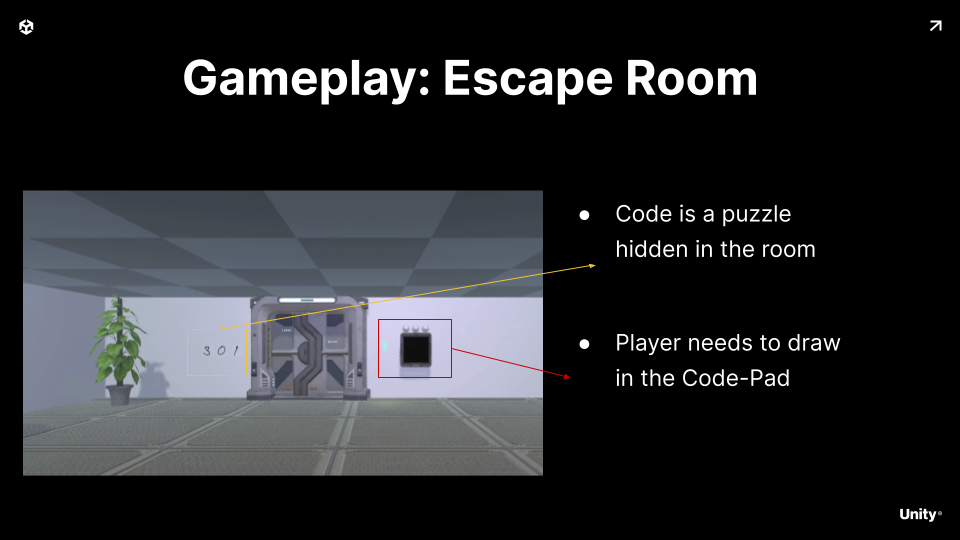 Gameplay: Escape Room
● Code is a puzzle
hidden in the room
3 0 1
● Player needs to draw
in the Code-Pad
Unity®